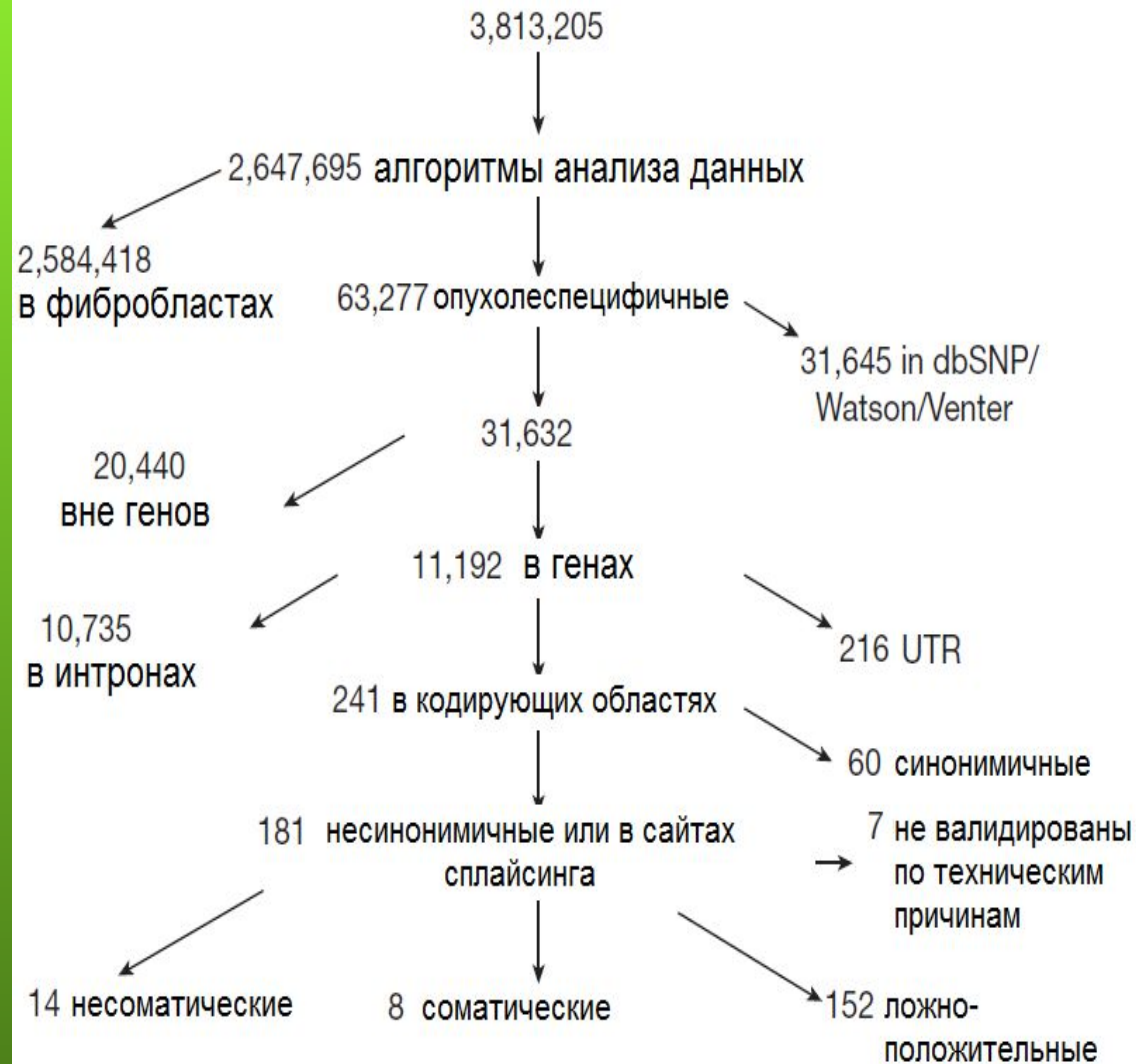 3,813,205
2,647,695 алгоритмы анализа данных
2,584,418
в фибробластах
63,277 опухолеспецифичные
31,645 in dbSNP/
Watson/Venter
31,632
20,440
вне генов
11,192 в генах
10,735
в интронах
216 UTR
241 в кодирующих областях
60 синонимичные
181 несинонимичные или в сайтах
сплайсинга
7 не валидированы
по техническим
причинам
14 несоматические
8 соматические
152 ложно-
положительные